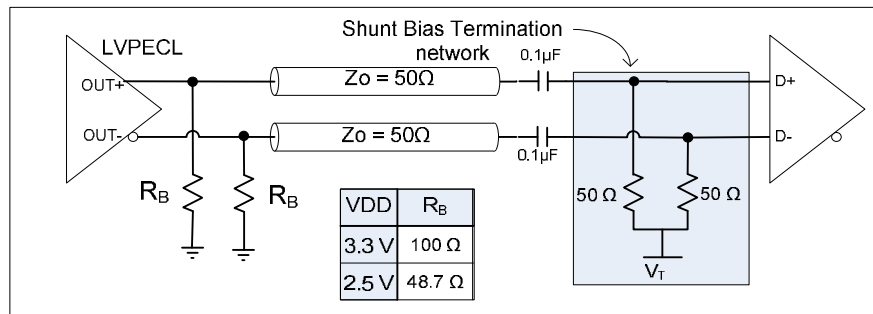 Shunt Bias Termination
network
LVPECL
0.1µF
OUT+
Zo = 50Ω
D+
OUT-
Zo = 50Ω
D-
0.1µF
R_B
R_B
50 Ω
50 Ω
VDD R_B
3.3 V 100 Ω
2.5 V 48.7 Ω
V_T